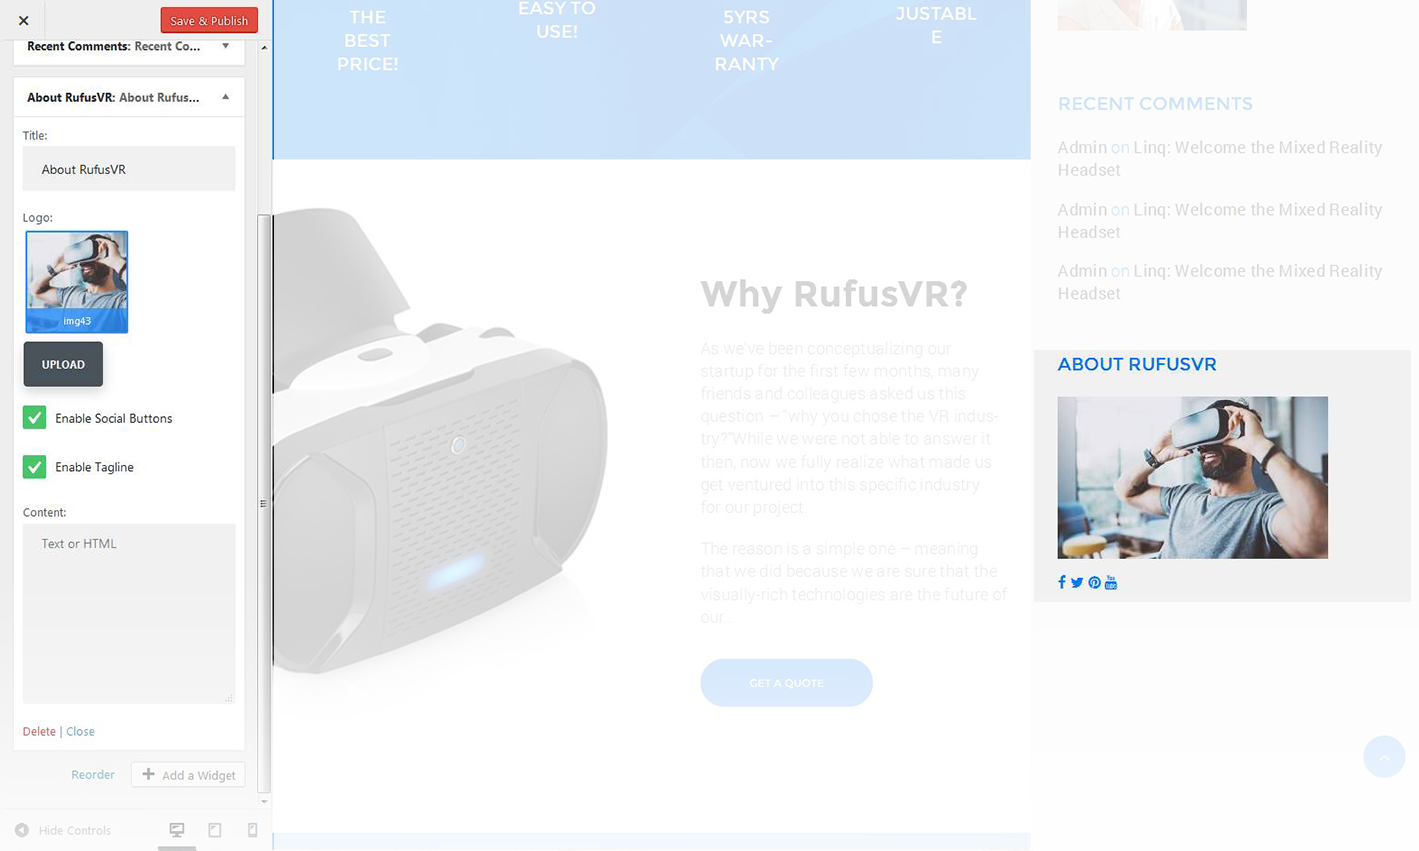 Save & Publish
Recent Comments: Recent Co...
About RufusVR: About Rufus...
Title:
About RufusVR
Logo:
img43
UPLOAD
Enable Social Buttons
Enable Tagline
Content:
Text or HTML
Delete | Close
Reorder
Add a Widget
Hide Controls
THE
BEST
PRICE!
EASY TO
USE!
5YRS
WAR-
RANTY
JUSTABL
E
Why RufusVR?
As we've been conceptualizing our
startup for the first few months, many
friends and colleagues asked us this
question – "why you chose the VR indus-
try?"While we were not able to answer it
then, now we fully realize what made us
get ventured into this specific industry
for our project.
The reason is a simple one – meaning
that we did because we are sure that the
visually-rich technologies are the future of
our...
GET A QUOTE
RECENT COMMENTS
Admin on Linq: Welcome the Mixed Reality
Headset
Admin on Linq: Welcome the Mixed Reality
Headset
Admin on Linq: Welcome the Mixed Reality
Headset
ABOUT RUFUSVR